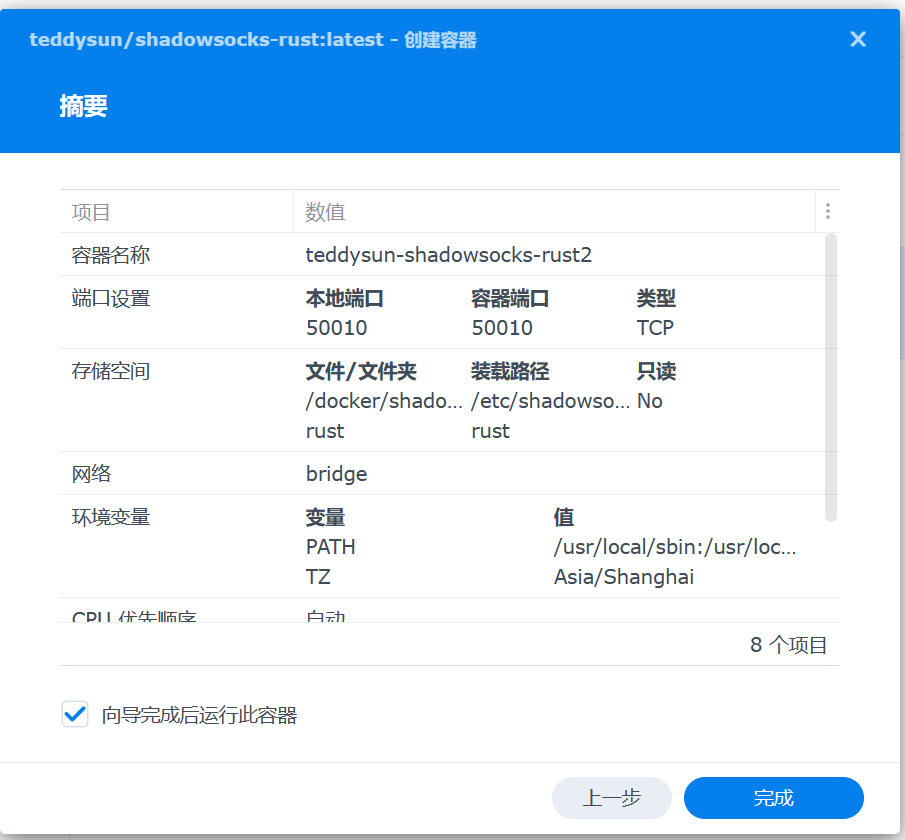 teddysun/shadowsocks-rust:latest - 创建容器
摘要
项目 数值
容器名称 teddysun-shadowsocks-rust2
端口设置 本地端口 容器端口 类型
50010 50010 TCP
存储空间 文件/文件夹 装载路径 只读
/docker/shado... /etc/shadowso... No
rust rust
网络 bridge
环境变量 变量 值
PATH /usr/local/sbin:/usr/loc...
TZ Asia/Shanghai
CPU 优先顺序 自动
8 个项目
向导完成后运行此容器
上一步 完成